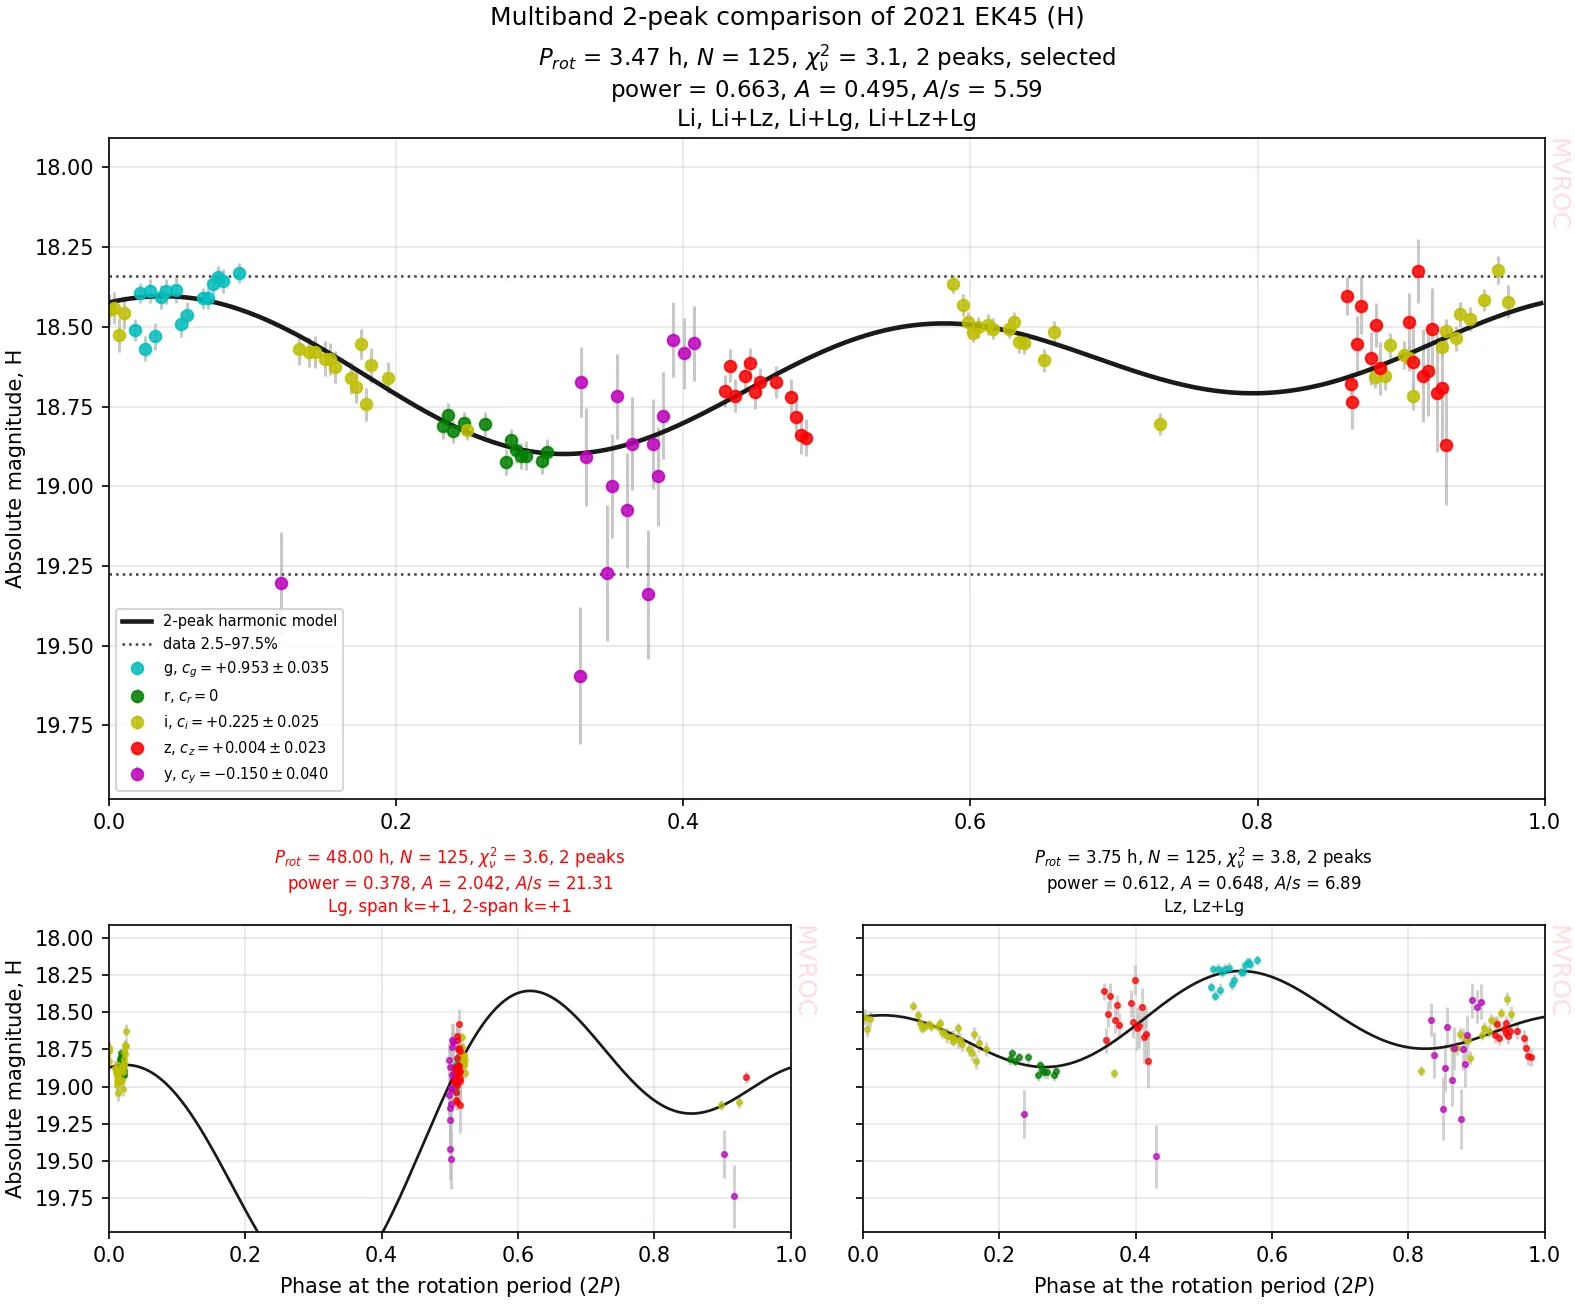 Multiband 2-peak comparison of 2021 EK45 (H)
P_rot = 3.47 h, N = 125, χ²_ν = 3.1, 2 peaks, selected
power = 0.663, A = 0.495, A/s = 5.59
Li, Li+Lz, Li+Lg, Li+Lz+Lg
MVROC
Absolute magnitude, H
18.00
18.25
18.50
18.75
19.00
19.25
19.50
19.75
2-peak harmonic model
data 2.5–97.5%
g, c_g = +0.953 ± 0.035
r, c_r = 0
i, c_i = +0.225 ± 0.025
z, c_z = +0.004 ± 0.023
y, c_y = −0.150 ± 0.040
0.0 0.2 0.4 0.6 0.8 1.0
P_rot = 48.00 h, N = 125, χ²_ν = 3.6, 2 peaks
power = 0.378, A = 2.042, A/s = 21.31
Lg, span k=+1, 2-span k=+1
MVROC
Absolute magnitude, H
18.00
18.25
18.50
18.75
19.00
19.25
19.50
19.75
0.0 0.2 0.4 0.6 0.8 1.0
Phase at the rotation period (2P)
P_rot = 3.75 h, N = 125, χ²_ν = 3.8, 2 peaks
power = 0.612, A = 0.648, A/s = 6.89
Lz, Lz+Lg
MVROC
0.0 0.2 0.4 0.6 0.8 1.0
Phase at the rotation period (2P)